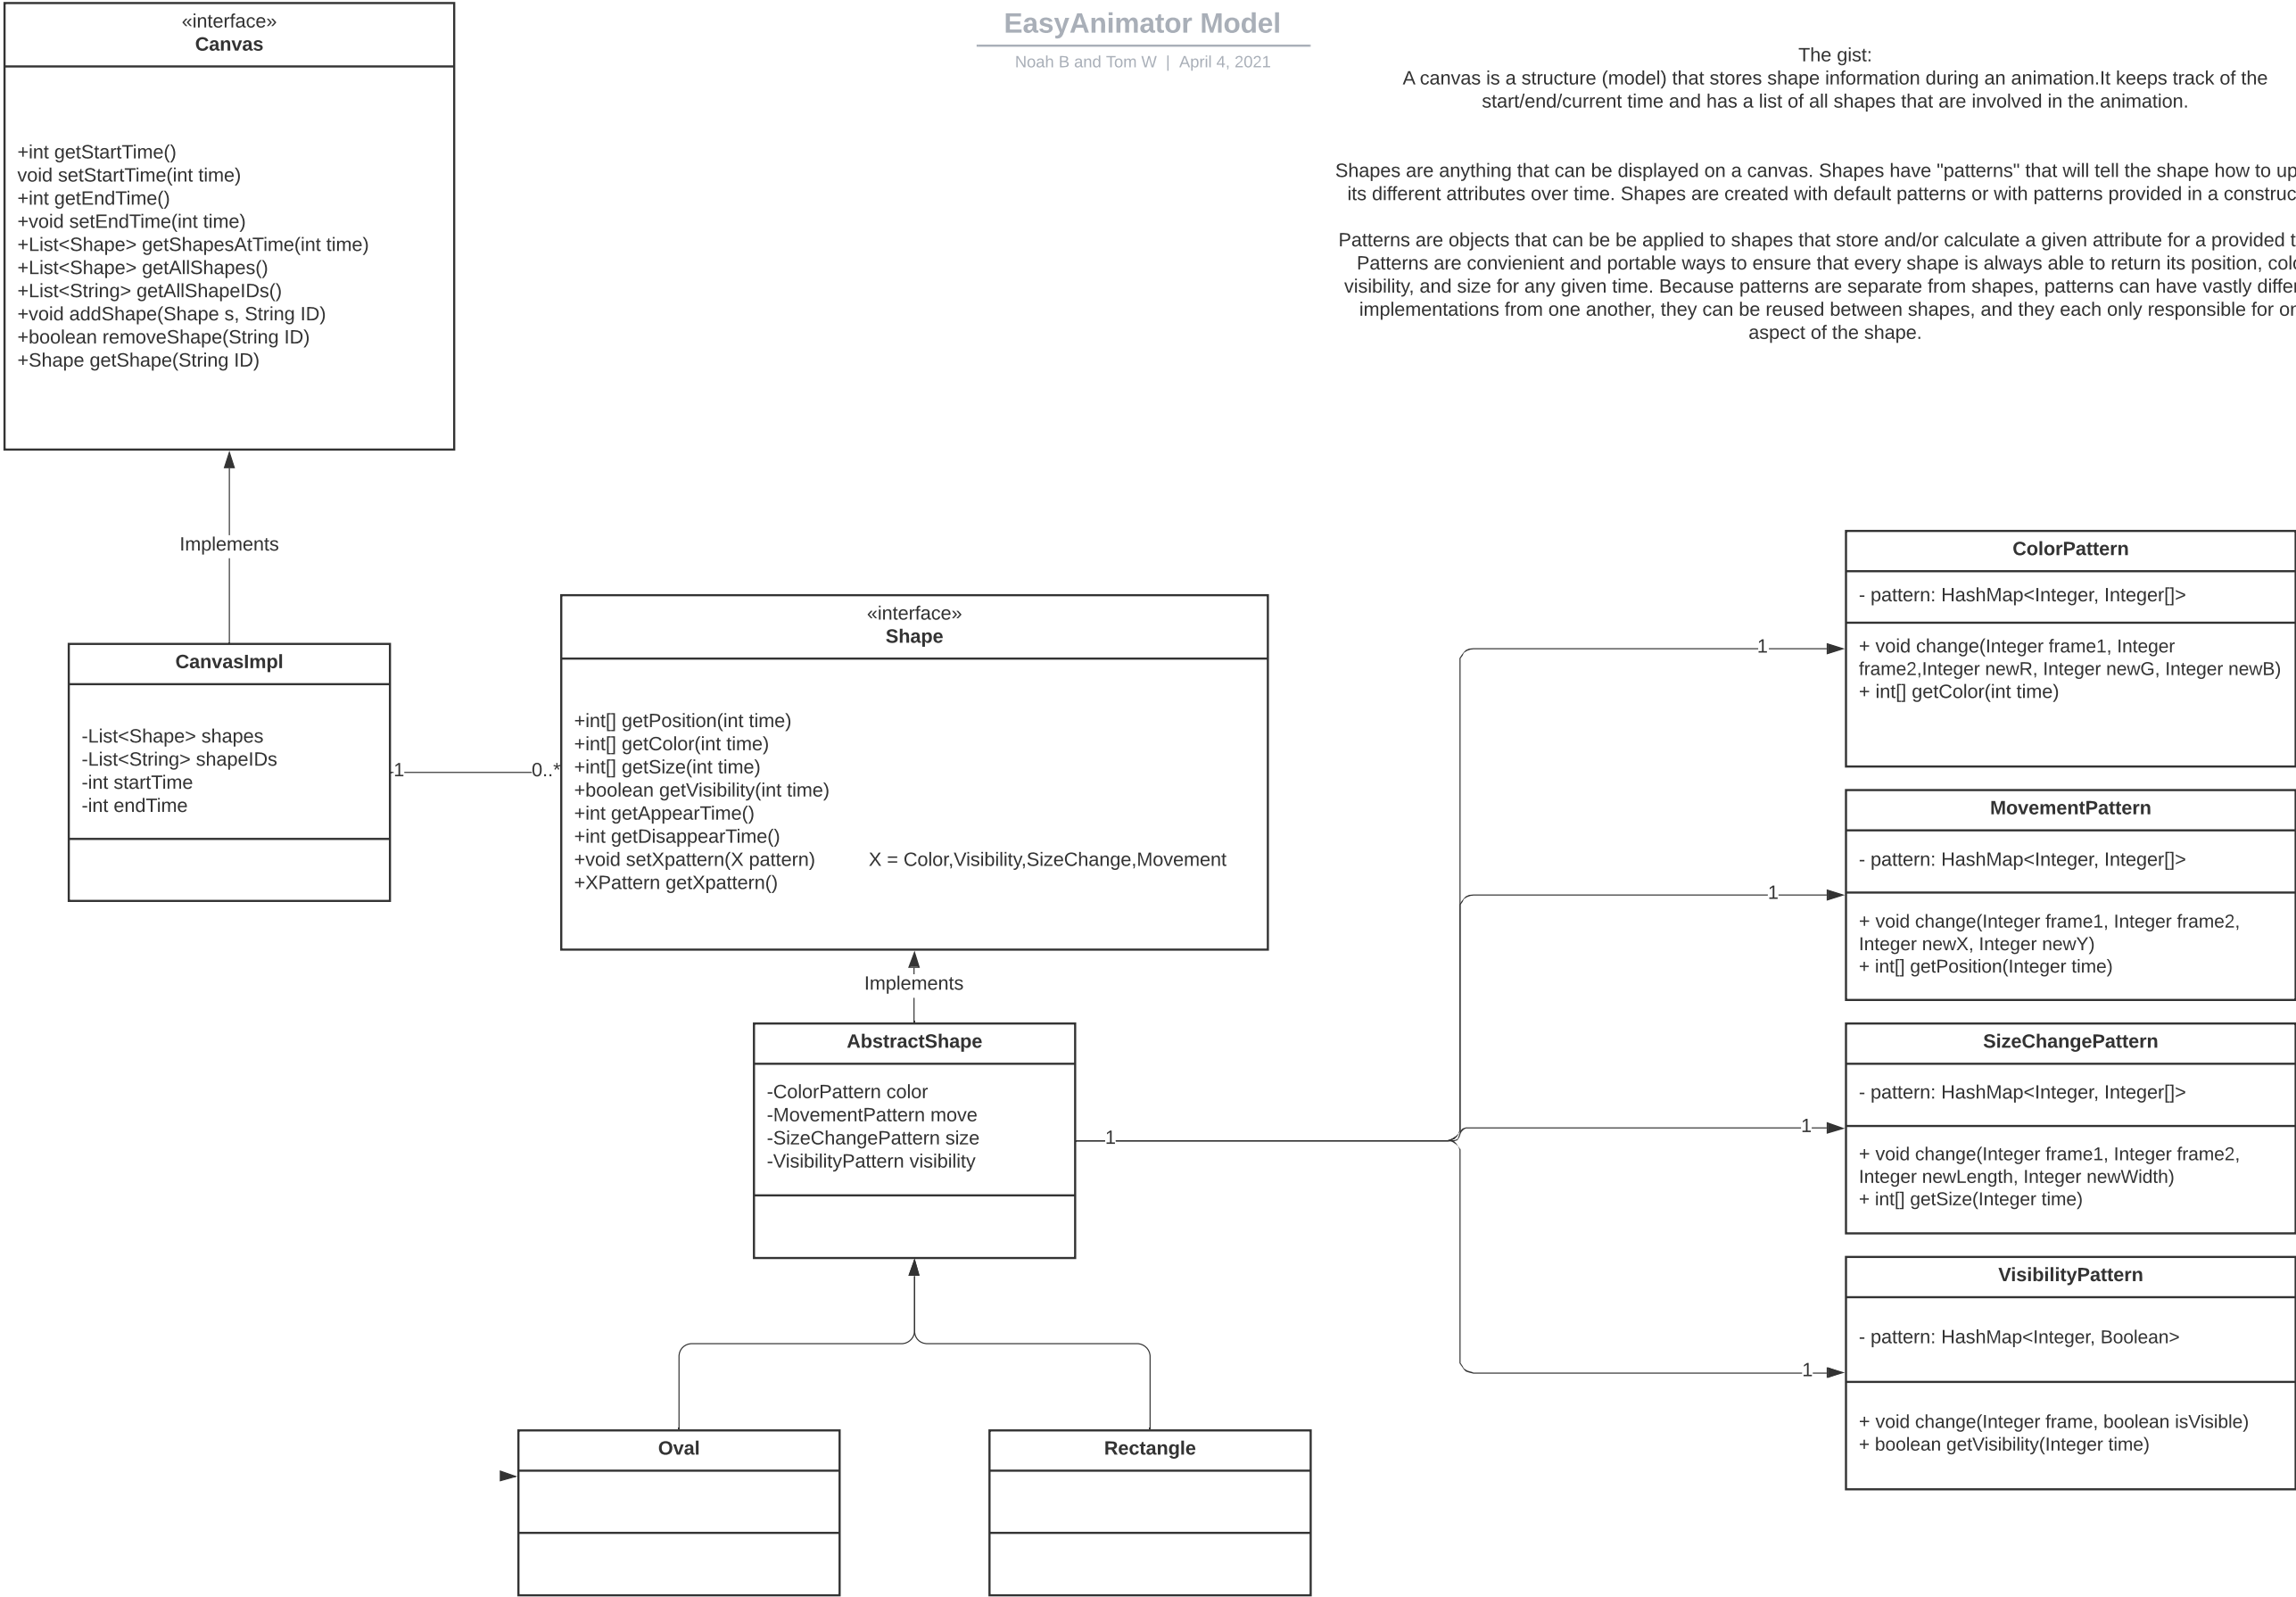 «interface»
Canvas
+int getStartTime()
void setStartTime(int time)
+int getEndTime()
+void setEndTime(int time)
+List<Shape> getShapesAtTime(int time)
+List<Shape> getAllShapes()
+List<String> getAllShapeIDs()
+void addShape(Shape s, String ID)
+boolean removeShape(String ID)
+Shape getShape(String ID)
EasyAnimator Model
Noah B and Tom W | April 4, 2021
The gist:
A canvas is a structure (model) that stores shape information during an animation.It keeps track of the
start/end/current time and has a list of all shapes that are involved in the animation.
Shapes are anything that can be displayed on a canvas. Shapes have "patterns" that will tell the shape how to up
its different attributes over time. Shapes are created with default patterns or with patterns provided in a construc
Patterns are objects that can be be applied to shapes that store and/or calculate a given attribute for a provided t
Patterns are convienient and portable ways to ensure that every shape is always able to return its position, colo
visibility, and size for any given time. Because patterns are separate from shapes, patterns can have vastly differ
implementations from one another, they can be reused between shapes, and they each only responsible for or
aspect of the shape.
Implements
CanvasImpl
-List<Shape> shapes
-List<String> shapeIDs
-int startTime
-int endTime
1
0..*
«interface»
Shape
+int[] getPosition(int time)
+int[] getColor(int time)
+int[] getSize(int time)
+boolean getVisibility(int time)
+int getAppearTime()
+int getDisappearTime()
+void setXpattern(X pattern) X = Color,Visibility,SizeChange,Movement
+XPattern getXpattern()
Implements
AbstractShape
-ColorPattern color
-MovementPattern move
-SizeChangePattern size
-VisibilityPattern visibility
1
Oval
Rectangle
1
ColorPattern
- pattern: HashMap<Integer, Integer[]>
+ void change(Integer frame1, Integer
frame2,Integer newR, Integer newG, Integer newB)
+ int[] getColor(int time)
1
MovementPattern
- pattern: HashMap<Integer, Integer[]>
+ void change(Integer frame1, Integer frame2,
Integer newX, Integer newY)
+ int[] getPosition(Integer time)
1
SizeChangePattern
- pattern: HashMap<Integer, Integer[]>
+ void change(Integer frame1, Integer frame2,
Integer newLength, Integer newWidth)
+ int[] getSize(Integer time)
1
VisibilityPattern
- pattern: HashMap<Integer, Boolean>
+ void change(Integer frame, boolean isVisible)
+ boolean getVisibility(Integer time)